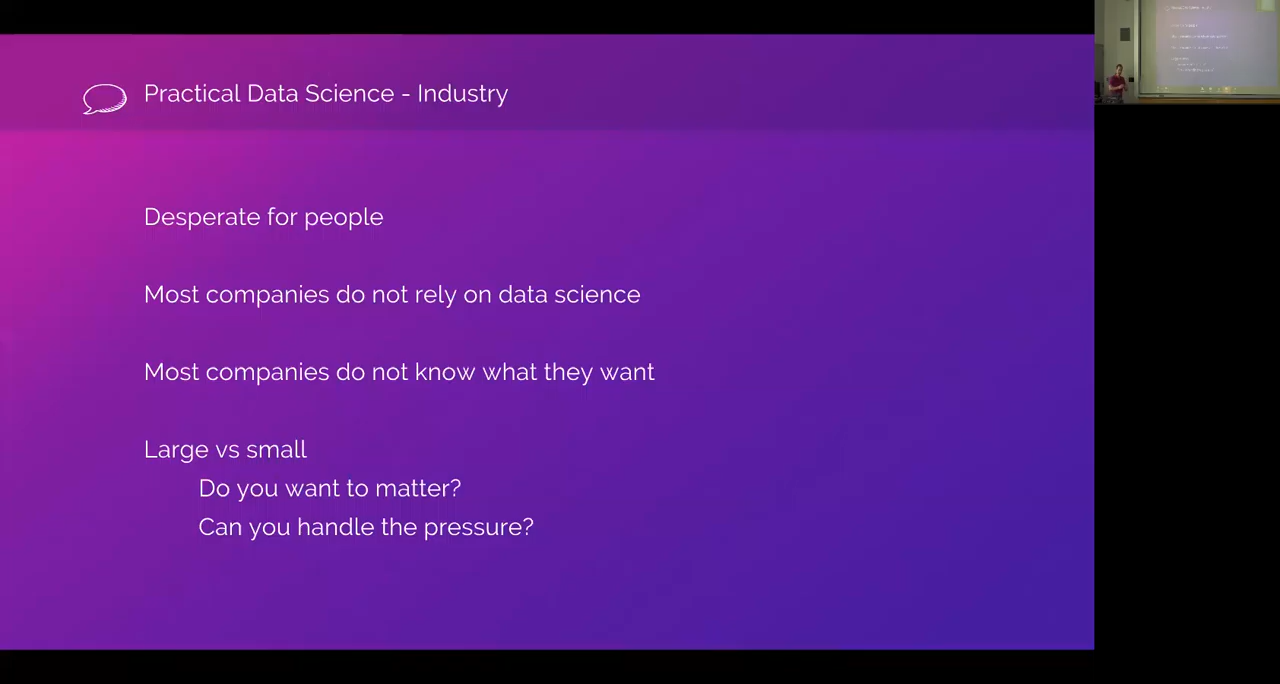 Practical Data Science - Industry
Desperate for people
Most companies do not rely on data science
Most companies do not know what they want
Large vs small
Do you want to matter?
Can you handle the pressure?